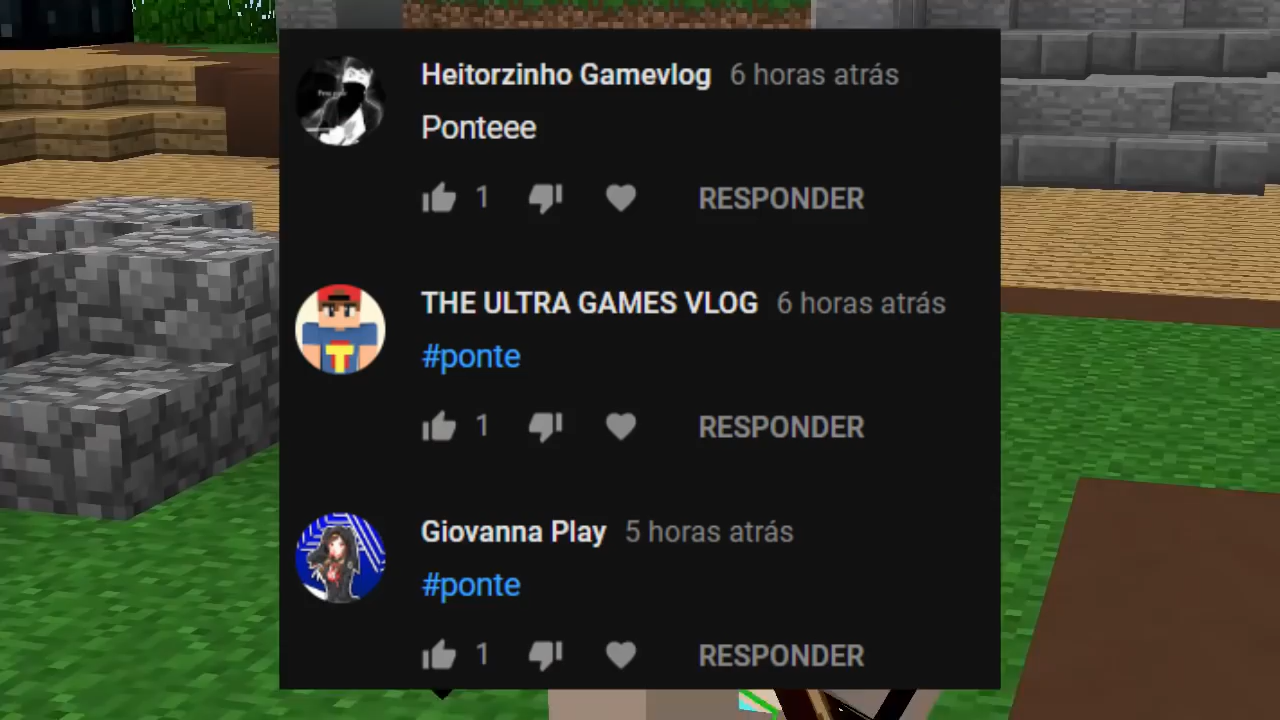 Heitorzinho Gamevlog 6 horas atrás
Ponteee
1 RESPONDER
THE ULTRA GAMES VLOG 6 horas atrás
#ponte
1 RESPONDER
Giovanna Play 5 horas atrás
#ponte
1 RESPONDER